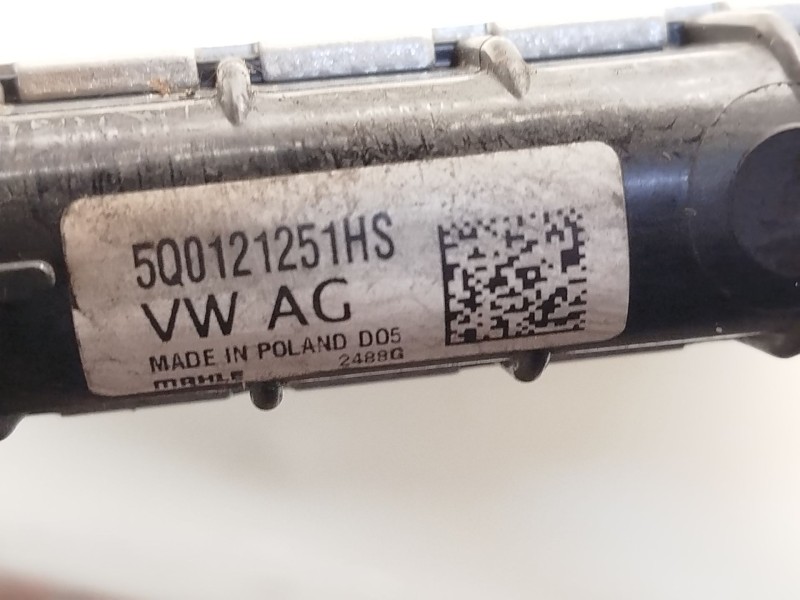 5Q0121251HS
VW AG
MADE IN POLAND D05
2488G
MAHLE